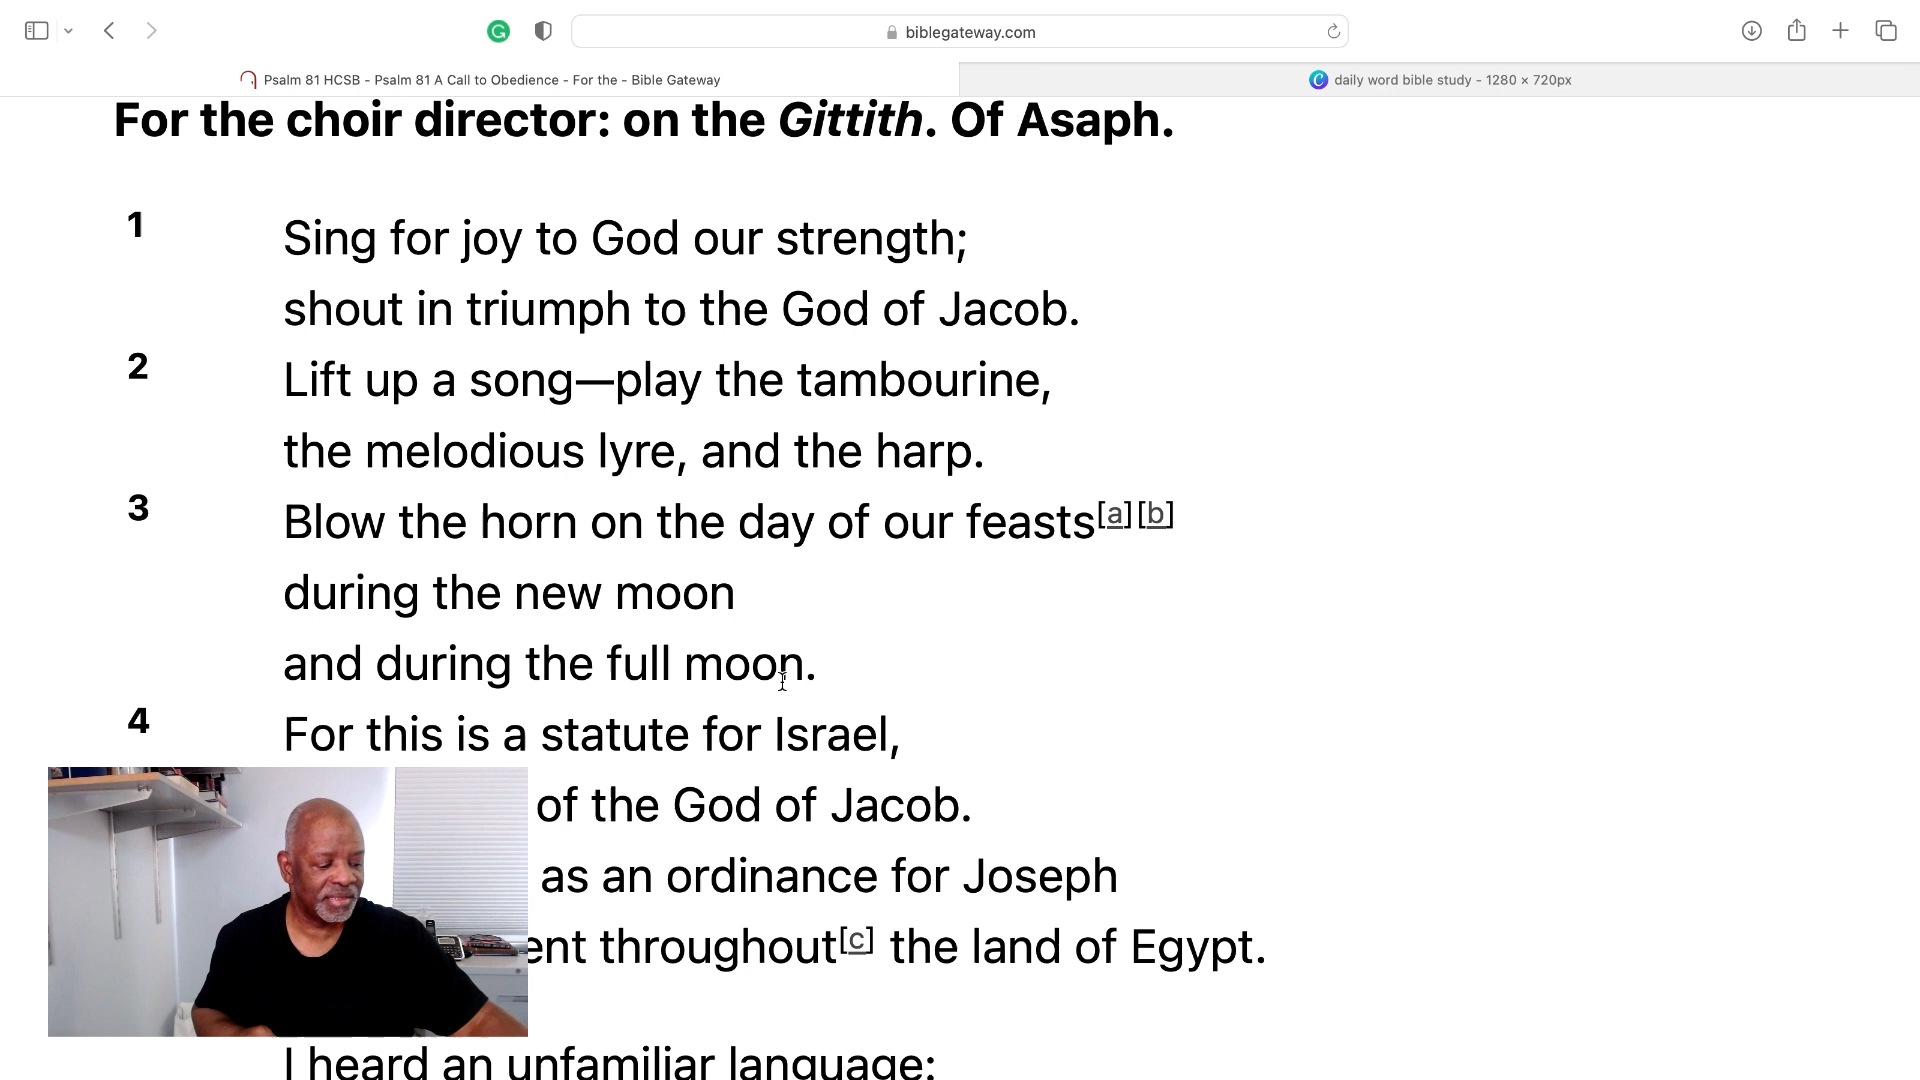 biblegateway.com
Psalm 81 HCSB - Psalm 81 A Call to Obedience - For the - Bible Gateway
daily word bible study - 1280 × 720px
For the choir director: on the Gittith. Of Asaph.
1 Sing for joy to God our strength;
shout in triumph to the God of Jacob.
2 Lift up a song—play the tambourine,
the melodious lyre, and the harp.
3 Blow the horn on the day of our feasts[a][b]
during the new moon
and during the full moon.
4 For this is a statute for Israel,
of the God of Jacob.
as an ordinance for Joseph
ent throughout[c] the land of Egypt.
I heard an unfamiliar language: